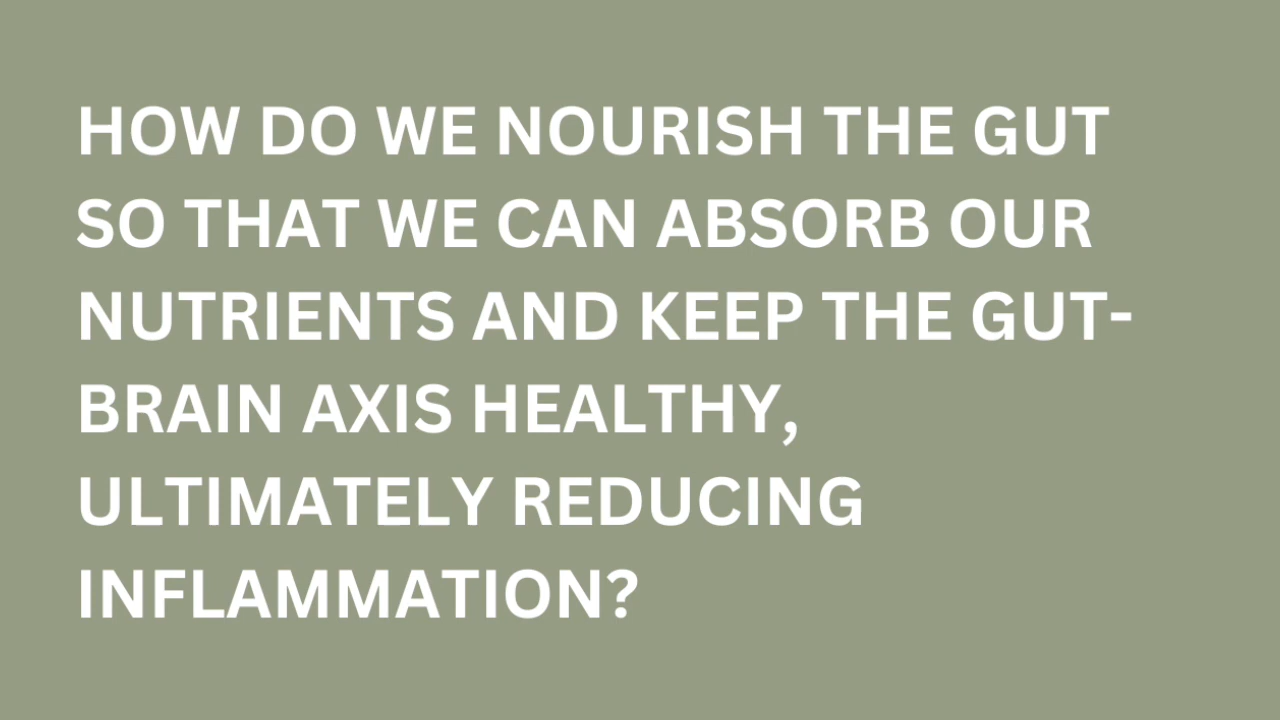 HOW DO WE NOURISH THE GUT
SO THAT WE CAN ABSORB OUR
NUTRIENTS AND KEEP THE GUT-
BRAIN AXIS HEALTHY,
ULTIMATELY REDUCING
INFLAMMATION?